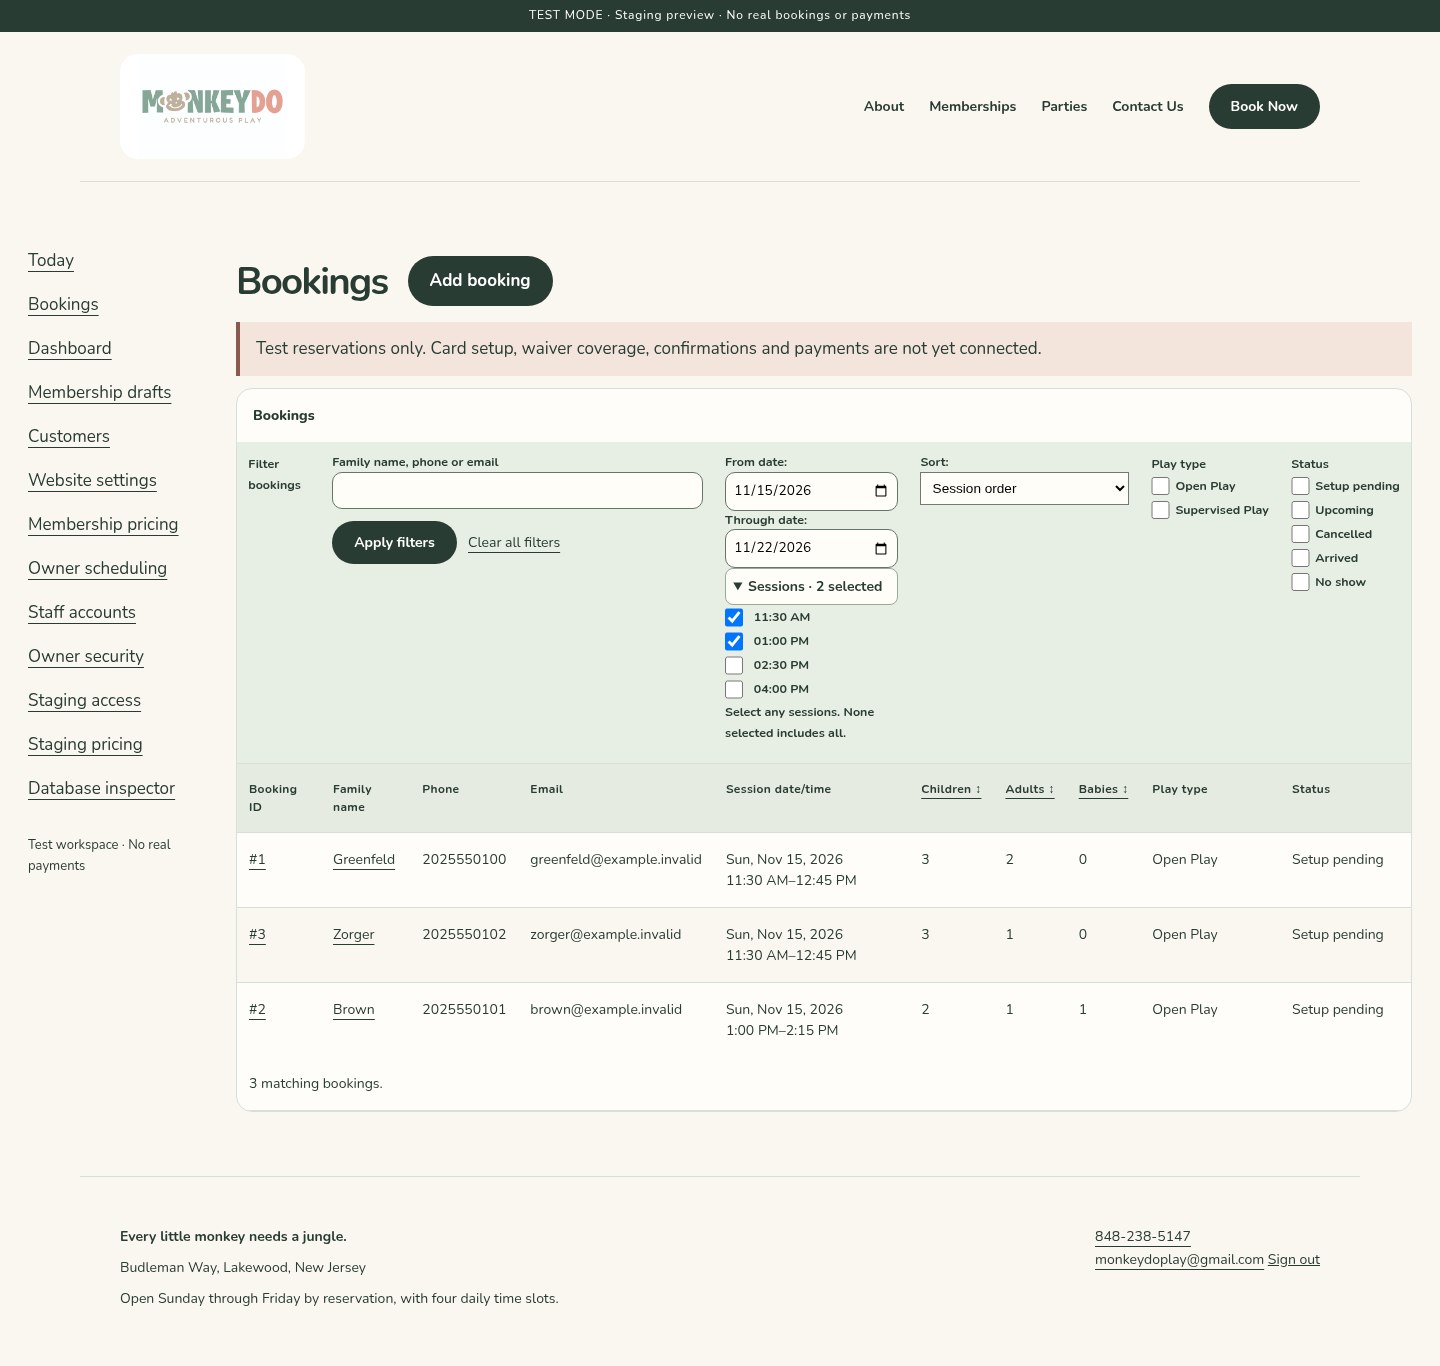 TEST MODE · Staging preview · No real bookings or payments
MONKEYDO
ADVENTUROUS PLAY
About
Memberships
Parties
Contact Us
Book Now
Today
Bookings
Dashboard
Membership drafts
Customers
Website settings
Membership pricing
Owner scheduling
Staff accounts
Owner security
Staging access
Staging pricing
Database inspector
Test workspace · No real
payments
Bookings
Add booking
Test reservations only. Card setup, waiver coverage, confirmations and payments are not yet connected.
Bookings
Filter
bookings
Family name, phone or email
Apply filters
Clear all filters
From date:
11/15/2026
Through date:
11/22/2026
▼ Sessions · 2 selected
11:30 AM
01:00 PM
02:30 PM
04:00 PM
Select any sessions. None
selected includes all.
Sort:
Session order
Play type
Open Play
Supervised Play
Status
Setup pending
Upcoming
Cancelled
Arrived
No show
Booking ID Family name Phone Email Session date/time Children ↕ Adults ↕ Babies ↕ Play type Status
#1 Greenfeld 2025550100 greenfeld@example.invalid Sun, Nov 15, 2026 3 2 0 Open Play Setup pending
11:30 AM–12:45 PM
#3 Zorger 2025550102 zorger@example.invalid Sun, Nov 15, 2026 3 1 0 Open Play Setup pending
11:30 AM–12:45 PM
#2 Brown 2025550101 brown@example.invalid Sun, Nov 15, 2026 2 1 1 Open Play Setup pending
1:00 PM–2:15 PM
3 matching bookings.
Every little monkey needs a jungle.
Budleman Way, Lakewood, New Jersey
Open Sunday through Friday by reservation, with four daily time slots.
848-238-5147
monkeydoplay@gmail.com Sign out